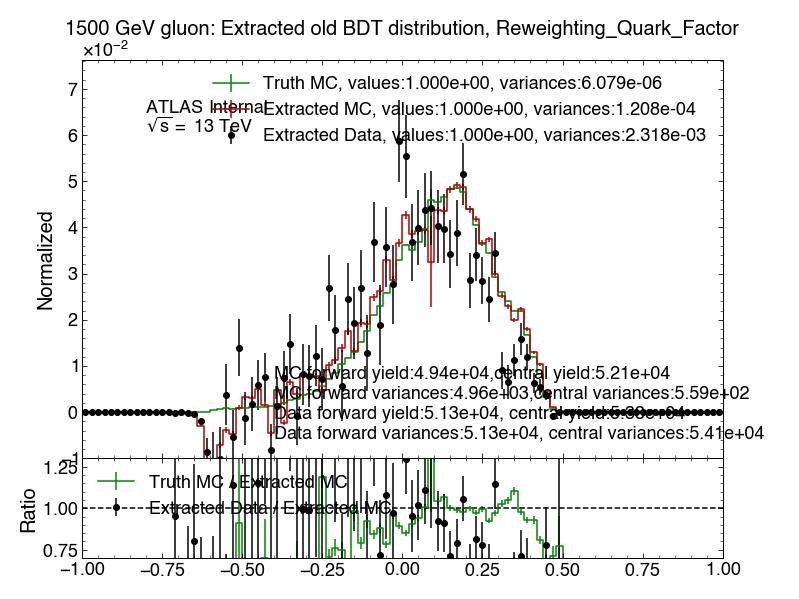 1500 GeV gluon: Extracted old BDT distribution, Reweighting_Quark_Factor
×10−2
Truth MC, values:1.000e+00, variances:6.079e-06
ATLAS Internal
Extracted MC, values:1.000e+00, variances:1.208e-04
√s = 13 TeV
Extracted Data, values:1.000e+00, variances:2.318e-03
7
6
5
4
3
2
1
0
Normalized
MC forward yield:4.94e+04,central yield:5.21e+04
MC forward variances:4.96e+03,central variances:5.59e+02
Data forward yield:5.13e+04, central
Data forward variances:5.13e+04, central variances:5.41e+04
1.25
1.00
0.75
Ratio
Truth MC / Extracted MC
Extracted Data / Extracted MC
−1.00 −0.75 −0.50 −0.25 0.00 0.25 0.50 0.75 1.00